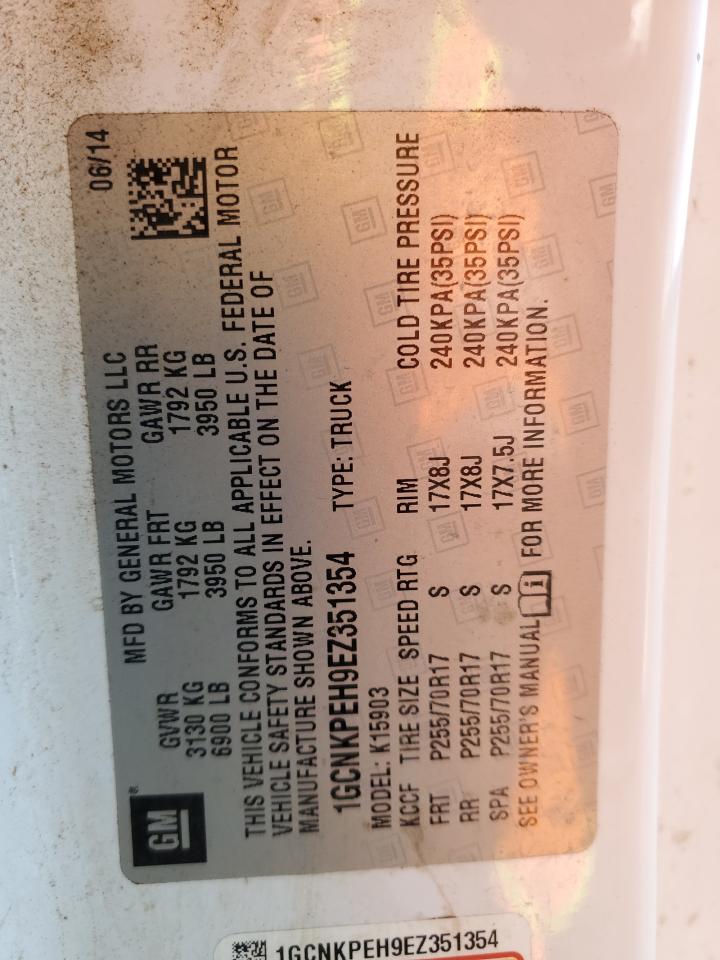 GM
®
MFD BY GENERAL MOTORS LLC 06/14
GVWR GAWR FRT GAWR RR
3130 KG 1792 KG 1792 KG
6900 LB 3950 LB 3950 LB
THIS VEHICLE CONFORMS TO ALL APPLICABLE U.S. FEDERAL MOTOR
VEHICLE SAFETY STANDARDS IN EFFECT ON THE DATE OF
MANUFACTURE SHOWN ABOVE.
1GCNKPEH9EZ351354 TYPE: TRUCK
MODEL: K15903
KCCF TIRE SIZE SPEED RTG RIM COLD TIRE PRESSURE
FRT P255/70R17 S 17X8J 240KPA(35PSI)
RR P255/70R17 S 17X8J 240KPA(35PSI)
SPA P255/70R17 S 17X7.5J 240KPA(35PSI)
SEE OWNER'S MANUAL i FOR MORE INFORMATION.
1GCNKPEH9EZ351354